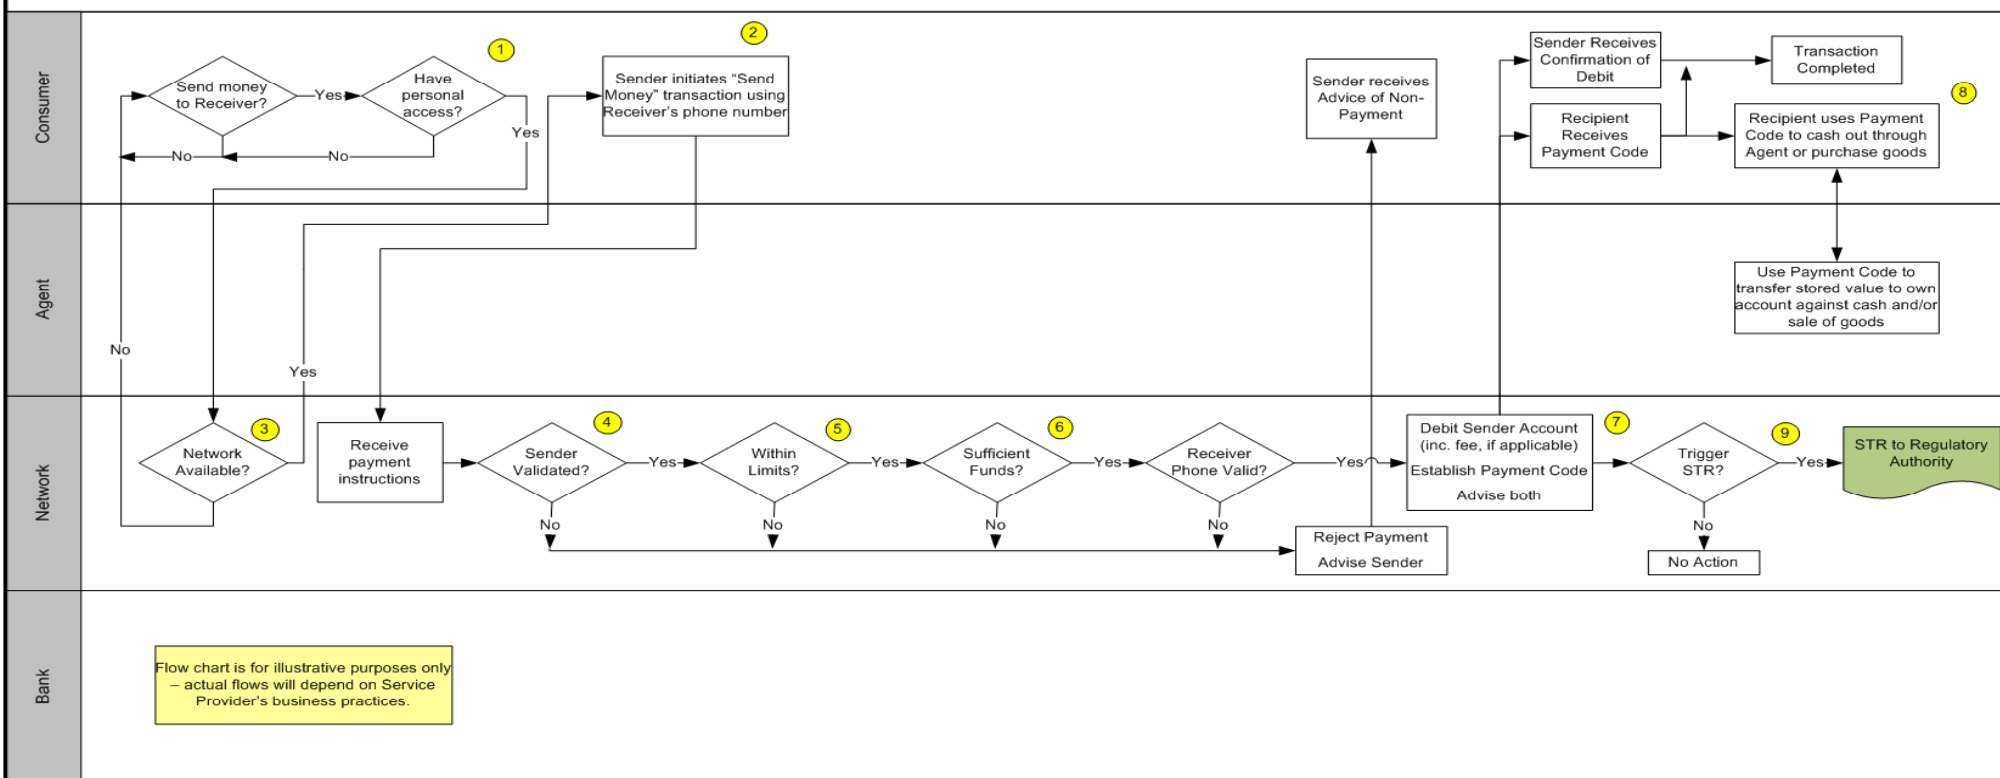 Consumer
Send money
to Receiver?
Yes
Have
personal
access?
1
Yes
No
No
2
Sender initiates “Send
Money” transaction using
Receiver’s phone number
Sender receives
Advice of Non-
Payment
Sender Receives
Confirmation of
Debit
Transaction
Completed
Recipient
Receives
Payment Code
8
Recipient uses Payment
Code to cash out through
Agent or purchase goods
Agent
No
Yes
Use Payment Code to
transfer stored value to own
account against cash and/or
sale of goods
Network
Network
Available?
3
Receive
payment
instructions
Sender
Validated?
4
Yes
No
Within
Limits?
5
Yes
No
Sufficient
Funds?
6
Yes
No
Receiver
Phone Valid?
Yes
No
Reject Payment
Advise Sender
Debit Sender Account
(inc. fee, if applicable)
Establish Payment Code
Advise both
7
Trigger
STR?
9
Yes
No
No Action
STR to Regulatory
Authority
Bank
Flow chart is for illustrative purposes only
– actual flows will depend on Service
Provider’s business practices.